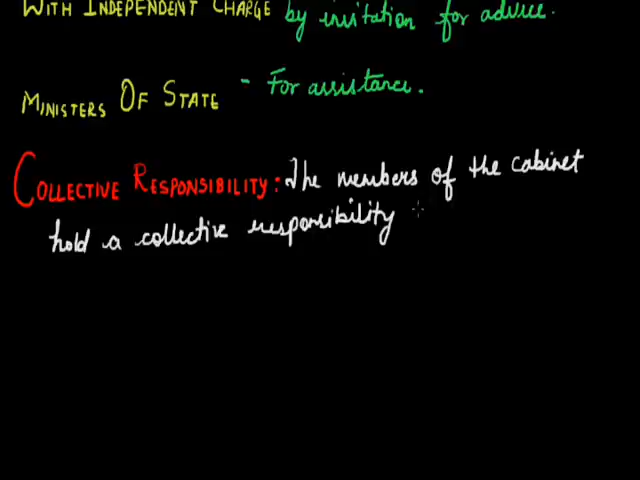 WITH INDEPENDENT CHARGE by invitation for advice.
MINISTERS OF STATE - For assistance.
COLLECTIVE RESPONSIBILITY: The members of the cabinet
hold a collective responsibility